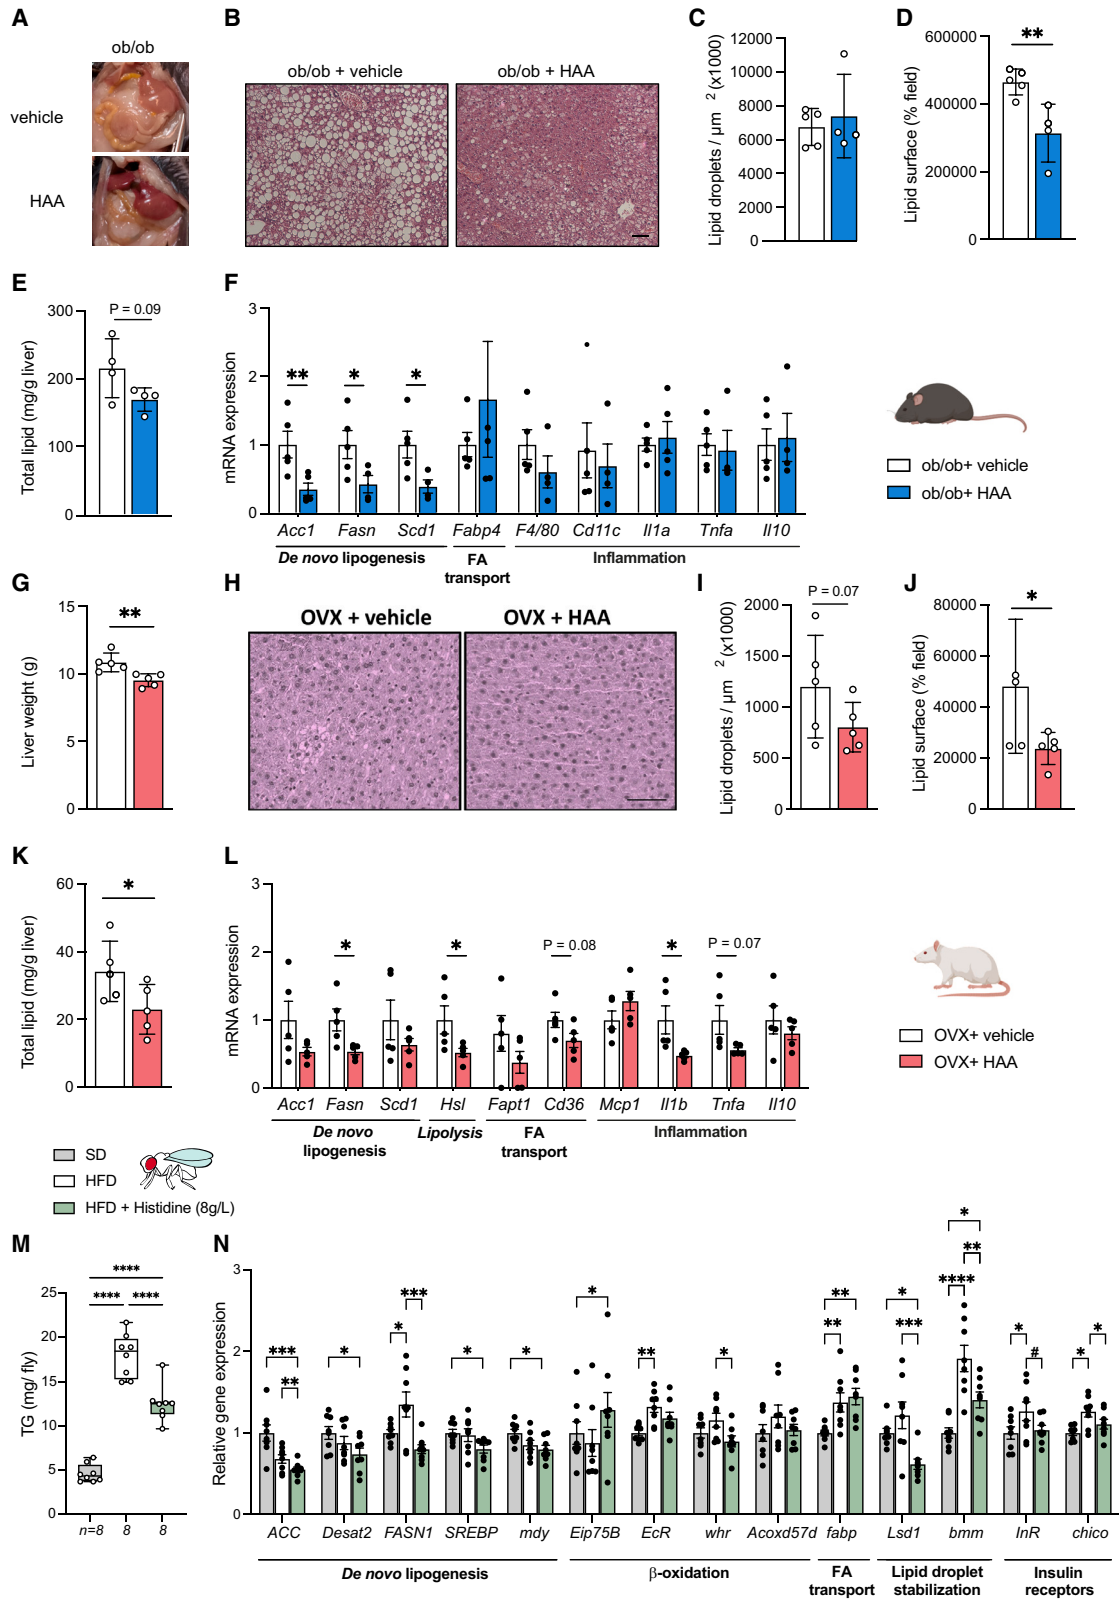 A
ob/ob
vehicle
HAA
B
ob/ob + vehicle
ob/ob + HAA
C
Lipid droplets / µm 2 (x1000)
12000
10000
8000
6000
4000
2000
0
D
Lipid surface (% field)
600000
400000
200000
0
**
E
Total lipid (mg/g liver)
300
200
100
0
P = 0.09
F
mRNA expression
3
2
1
0
** * *
Acc1 Fasn Scd1 Fabp4 F4/80 Cd11c Il1a Tnfa Il10
De novo lipogenesis
FA
transport
Inflammation
ob/ob+ vehicle
ob/ob+ HAA
G
Liver weight (g)
15
10
5
0
**
H
OVX + vehicle
OVX + HAA
I
Lipid droplets / µm 2 (x1000)
2000
1500
1000
500
0
P = 0.07
J
Lipid surface (% field)
80000
60000
40000
20000
0
*
K
Total lipid (mg/g liver)
60
40
20
0
*
L
mRNA expression
3
2
1
0
* * P = 0.08 * P = 0.07
Acc1 Fasn Scd1 Hsl Fapt1 Cd36 Mcp1 Il1b Tnfa Il10
De novo
lipogenesis
Lipolysis
FA
transport
Inflammation
OVX+ vehicle
OVX+ HAA
SD
HFD
HFD + Histidine (8g/L)
M
TG (mg/ fly)
25
20
15
10
5
0
****
**** ****
n=8 8 8
N
Relative gene expression
3
2
1
0
***
**
*
*
***
*
*
*
**
*
**
**
*
***
*
**
****
*
#
*
*
ACC Desat2 FASN1 SREBP mdy Eip75B EcR whr Acoxd57d fabp Lsd1 bmm InR chico
De novo lipogenesis
β-oxidation
FA
transport
Lipid droplet
stabilization
Insulin
receptors